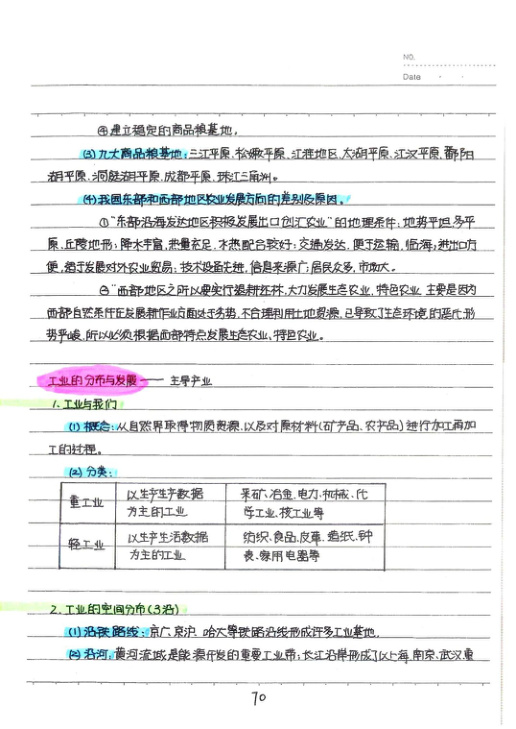 NO.
Date
④建立稳定的商品粮基地。
(3)九大商品粮基地:三江平原、松嫩平原、江淮地区、太湖平原、江汉平原、鄱阳
湖平原、洞庭湖平原、成都平原、珠江三角洲。
(4)我国东部和西部地区农业发展方向的差别及原因。
①"东部沿海发达地区积极发展出口创汇农业"的地理条件:地势平坦,多平
原、丘陵地形;降水丰富,热量充足,水热配合较好;交通发达,便于运输,临海;进出口方
便,适于发展对外农业贸易;技术设备先进,信息来源广;居民众多,市场大。
②"西部地区之所以要实行退耕还林,大力发展生态农业,特色农业,主要是因为
西部自然条件在发展耕作业方面处于劣势,不合理利用土地资源,已导致了生态环境的恶化形
势严峻,所以必须根据西部特点发展生态农业、特色农业。
工业的分布与发展——主导产业
1.工业与我们
(1)概念:从自然界取得物质资源,以及对原材料(矿产品、农产品)进行加工再加
工的过程。
(2)分类:
重工业 以生产生产数据 采矿、冶金、电力、机械、化
为主的工业 学工业、核工业等
轻工业 以生产生活数据 纺织、食品、皮革、造纸、钟
为主的工业 表、家用电器等
2.工业的空间分布(3沿)
(1)沿铁路线:京广、京沪、哈大等铁路沿线形成许多工业基地。
(2)沿河:黄河流域是能源开发的重要工业带;长江沿岸形成了以上海、南京、武汉、重
70